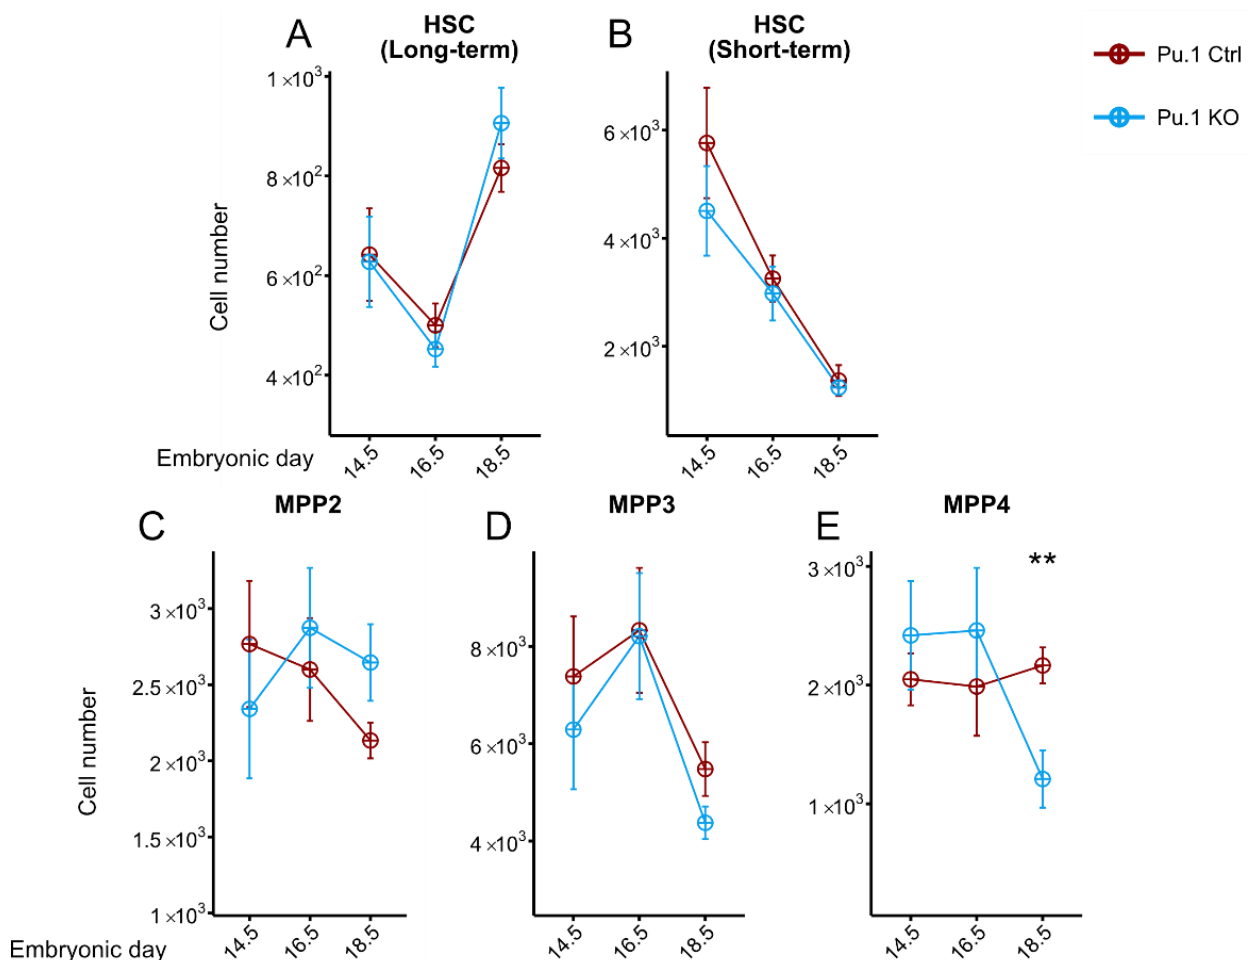 A
HSC
(Long-term)
B
HSC
(Short-term)
Pu.1 Ctrl
Pu.1 KO
Cell number
1 ×10³
8 ×10²
6 ×10²
4 ×10²
6 ×10³
4 ×10³
2 ×10³
Embryonic day
14.5
16.5
18.5
14.5
16.5
18.5
C
MPP2
D
MPP3
E
MPP4
Cell number
3 ×10³
2.5 ×10³
2 ×10³
1.5 ×10³
1 ×10³
8 ×10³
6 ×10³
4 ×10³
3 ×10³
2 ×10³
1 ×10³
**
Embryonic day
14.5
16.5
18.5
14.5
16.5
18.5
14.5
16.5
18.5